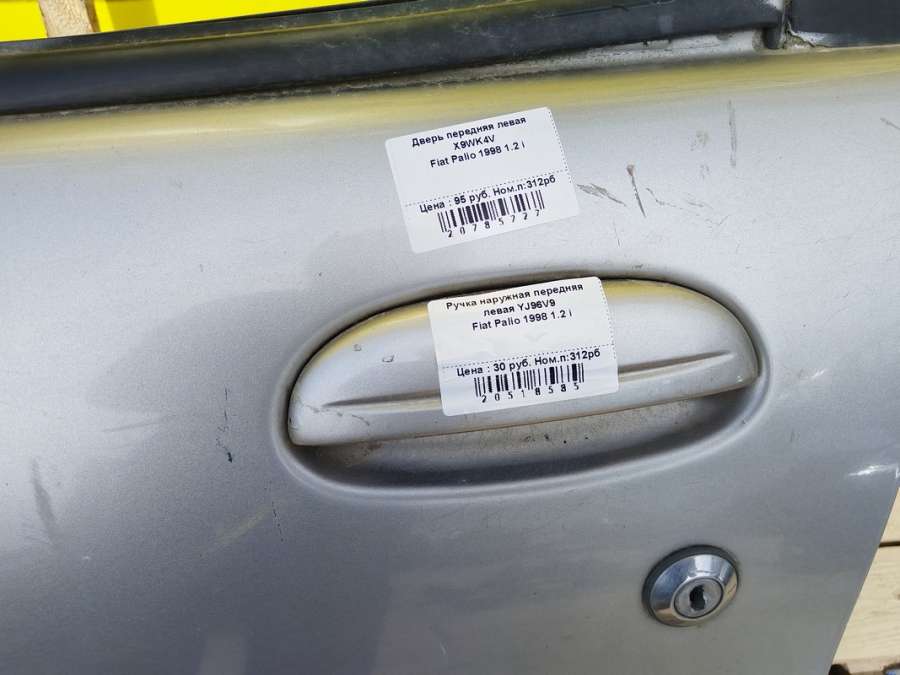 Дверь передняя левая
X9WK4V
Fiat Palio 1998 1.2 i
Цена : 95 руб. Ном.п:312рб
20785727
Ручка наружная передняя
левая YJ96V9
Fiat Palio 1998 1.2 i
Цена : 30 руб. Ном.п:312рб
20518585